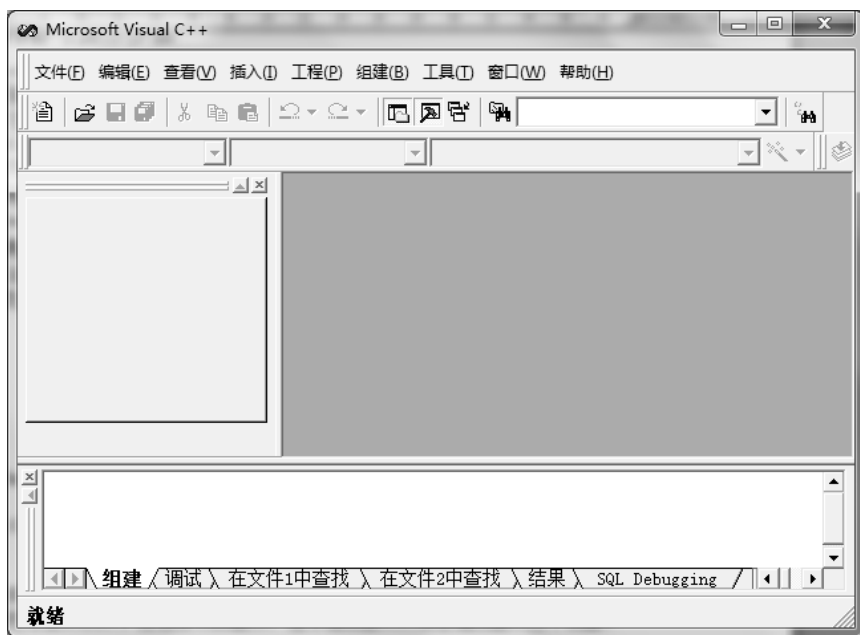 Microsoft Visual C++
文件(F) 编辑(E) 查看(V) 插入(I) 工程(P) 组建(B) 工具(T) 窗口(W) 帮助(H)
组建 调试 在文件1中查找 在文件2中查找 结果 SQL Debugging
就绪